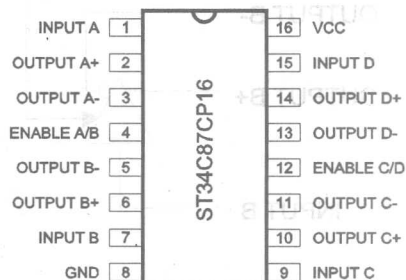 INPUT A 1 16 VCC
OUTPUT A+ 2 15 INPUT D
OUTPUT A- 3 14 OUTPUT D+
ENABLE A/B 4 13 OUTPUT D-
OUTPUT B- 5 12 ENABLE C/D
OUTPUT B+ 6 11 OUTPUT C-
INPUT B 7 10 OUTPUT C+
GND 8 9 INPUT C
ST34C87CP16